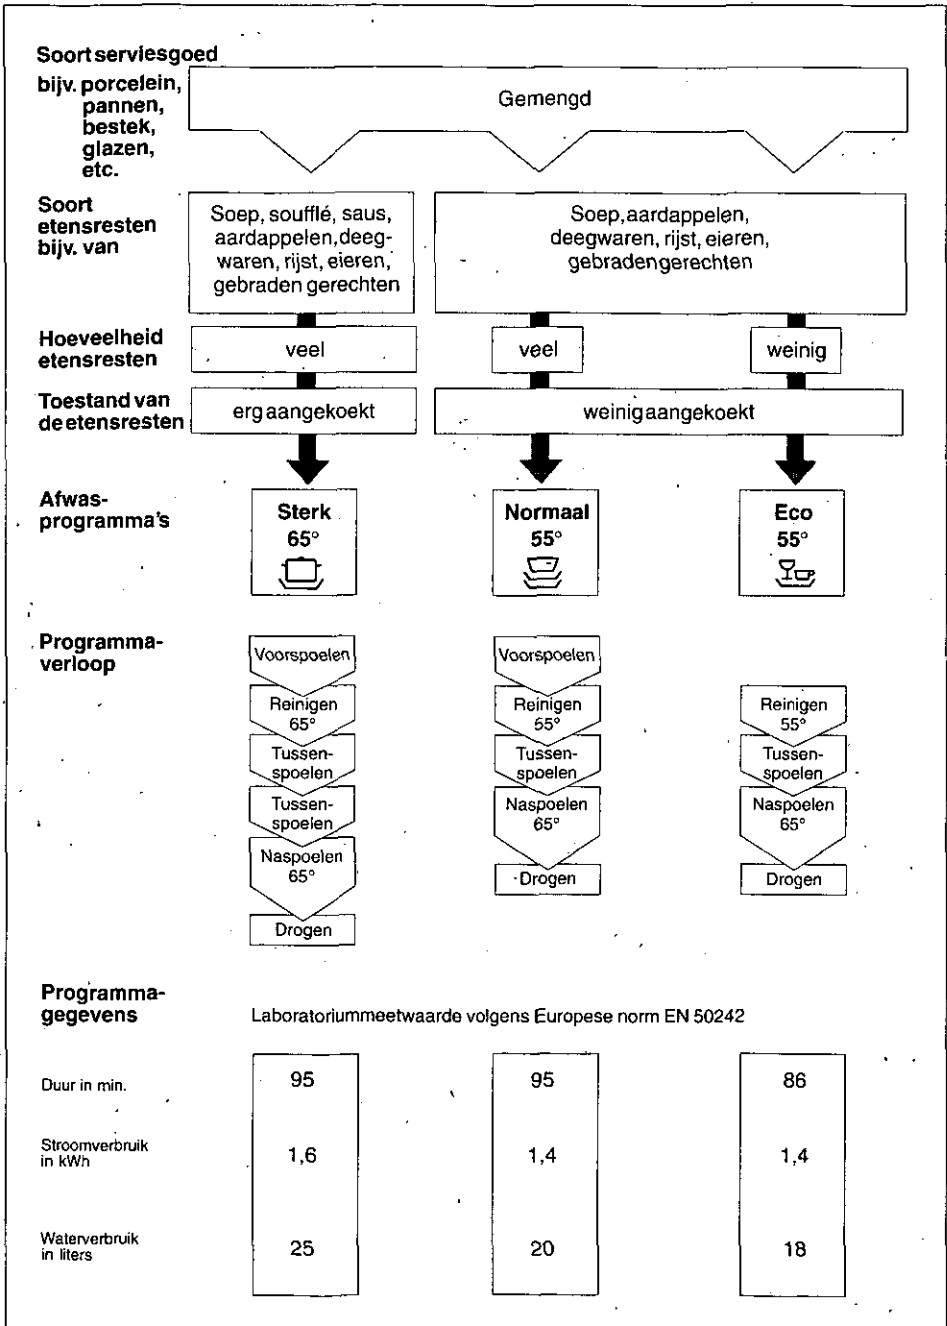 Soort serviesgoed
bijv. porcelein,
pannen,
bestek,
glazen,
etc.
Gemengd
Soort
etensresten
bijv. van
Soep, soufflé, saus,
aardappelen, deeg-
waren, rijst, eieren,
gebraden gerechten
Soep, aardappelen,
deegwaren, rijst, eieren,
gebraden gerechten
Hoeveelheid
etensresten
veel
veel
weinig
Toestand van
de etensresten
erg aangekoekt
weinig aangekoekt
Afwas-
programma's
Sterk
65°
Normaal
55°
Eco
55°
Programma-
verloop
Voorspoelen
Reinigen
65°
Tussen-
spoelen
Tussen-
spoelen
Naspoelen
65°
Drogen
Voorspoelen
Reinigen
55°
Tussen-
spoelen
Naspoelen
65°
Drogen
Reinigen
55°
Tussen-
spoelen
Naspoelen
65°
Drogen
Programma-
gegevens
Laboratoriummeetwaarde volgens Europese norm EN 50242
Duur in min.
95
95
86
Stroomverbruik
in kWh
1,6
1,4
1,4
Waterverbruik
in liters
25
20
18